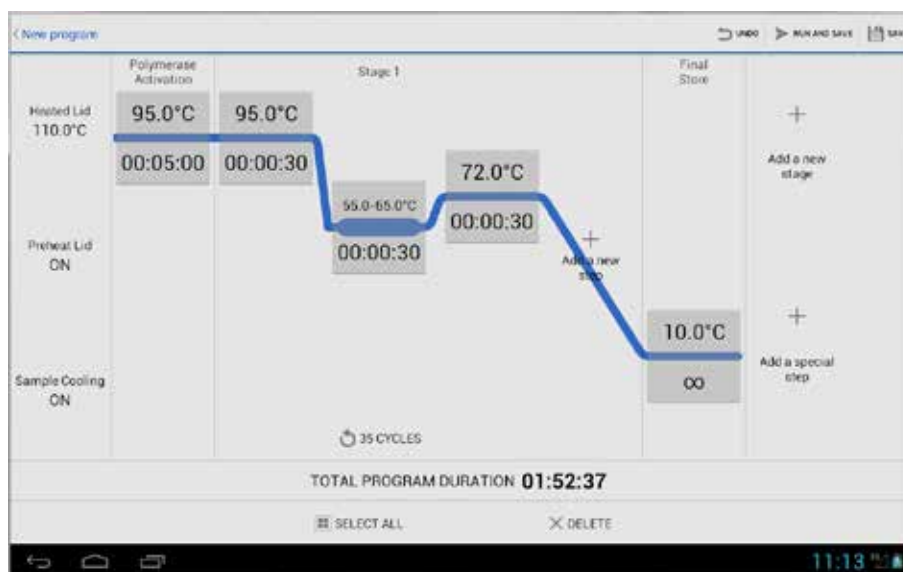 New program
UNDO
RUN AND SAVE
Polymerase
Activation
Stage 1
Final
Store
Heated Lid
110.0°C
95.0°C
00:05:00
95.0°C
00:00:30
55.0-65.0°C
00:00:30
72.0°C
00:00:30
Add a new
step
10.0°C
∞
Add a new
stage
Preheat Lid
ON
Add a special
step
Sample Cooling
ON
35 CYCLES
TOTAL PROGRAM DURATION 01:52:37
SELECT ALL
DELETE
11:13